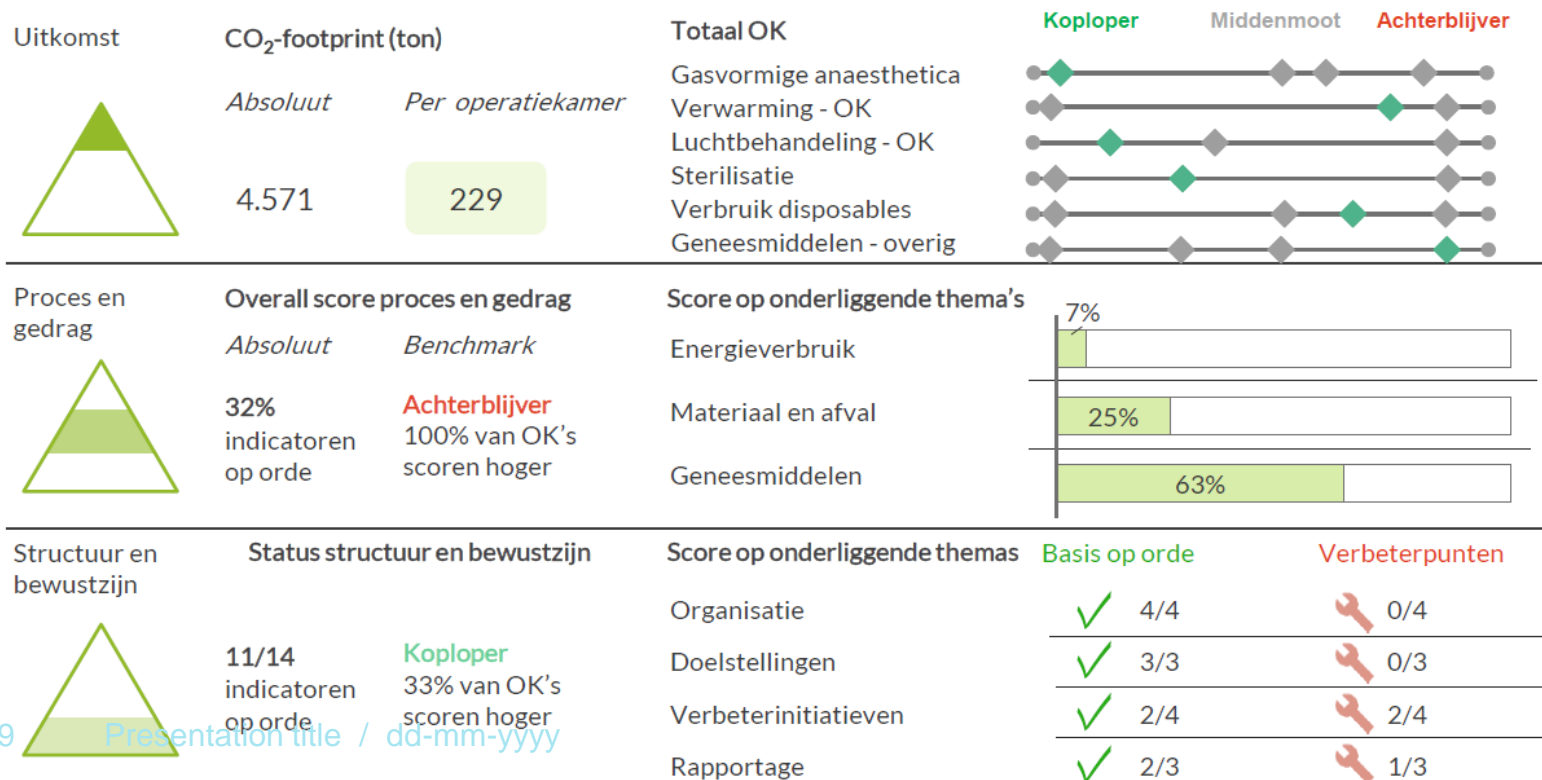 Uitkomst
CO₂-footprint (ton)
Absoluut
Per operatiekamer
4.571
229
Totaal OK
Koploper
Middenmoot
Achterblijver
Gasvormige anaesthetica
Verwarming - OK
Luchtbehandeling - OK
Sterilisatie
Verbruik disposables
Geneesmiddelen - overig
Proces en
gedrag
Overall score proces en gedrag
Absoluut
Benchmark
32%
indicatoren
op orde
Achterblijver
100% van OK's
scoren hoger
Score op onderliggende thema's
Energieverbruik
7%
Materiaal en afval
25%
Geneesmiddelen
63%
Structuur en
bewustzijn
Status structuur en bewustzijn
11/14
indicatoren
op orde
Koploper
33% van OK's
scoren hoger
Score op onderliggende themas
Basis op orde
Verbeterpunten
Organisatie
4/4
0/4
Doelstellingen
3/3
0/3
Verbeterinitiatieven
2/4
2/4
Rapportage
2/3
1/3
9
Presentation title / dd-mm-yyyy